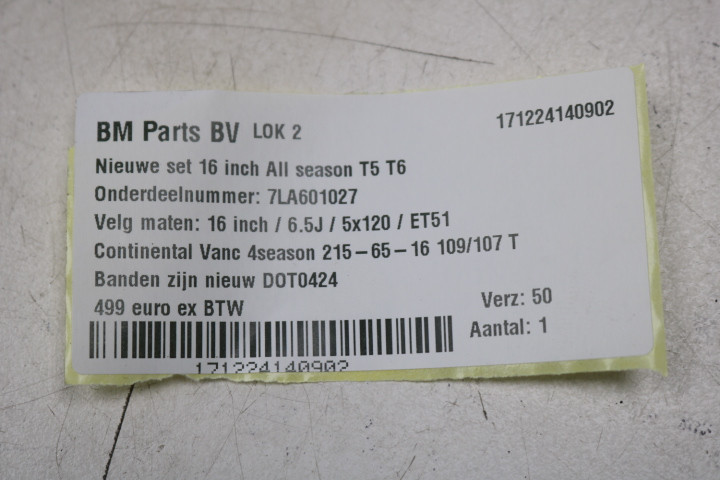 BM Parts BV LOK 2 171224140902
Nieuwe set 16 inch All season T5 T6
Onderdeelnummer: 7LA601027
Velg maten: 16 inch / 6.5J / 5x120 / ET51
Continental Vanc 4season 215-65-16 109/107 T
Banden zijn nieuw DOT0424
499 euro ex BTW
Verz: 50
Aantal: 1
171224140902